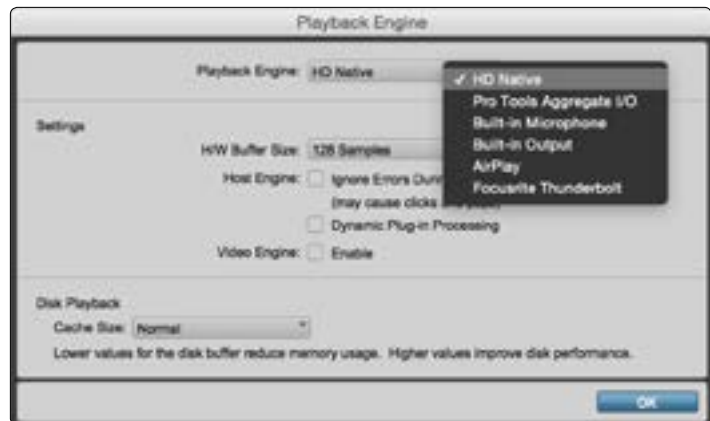 Playback Engine
Playback Engine: HD Native
✓ HD Native
Pro Tools Aggregate I/O
Built-in Microphone
Built-in Output
AirPlay
Focusrite Thunderbolt
Settings
H/W Buffer Size: 128 Samples
Host Engine: Ignore Errors
(may cause clicks
Dynamic Plug-in Processing
Video Engine: Enable
Disk Playback
Cache Size: Normal
Lower values for the disk buffer reduce memory usage. Higher values improve disk performance.
OK